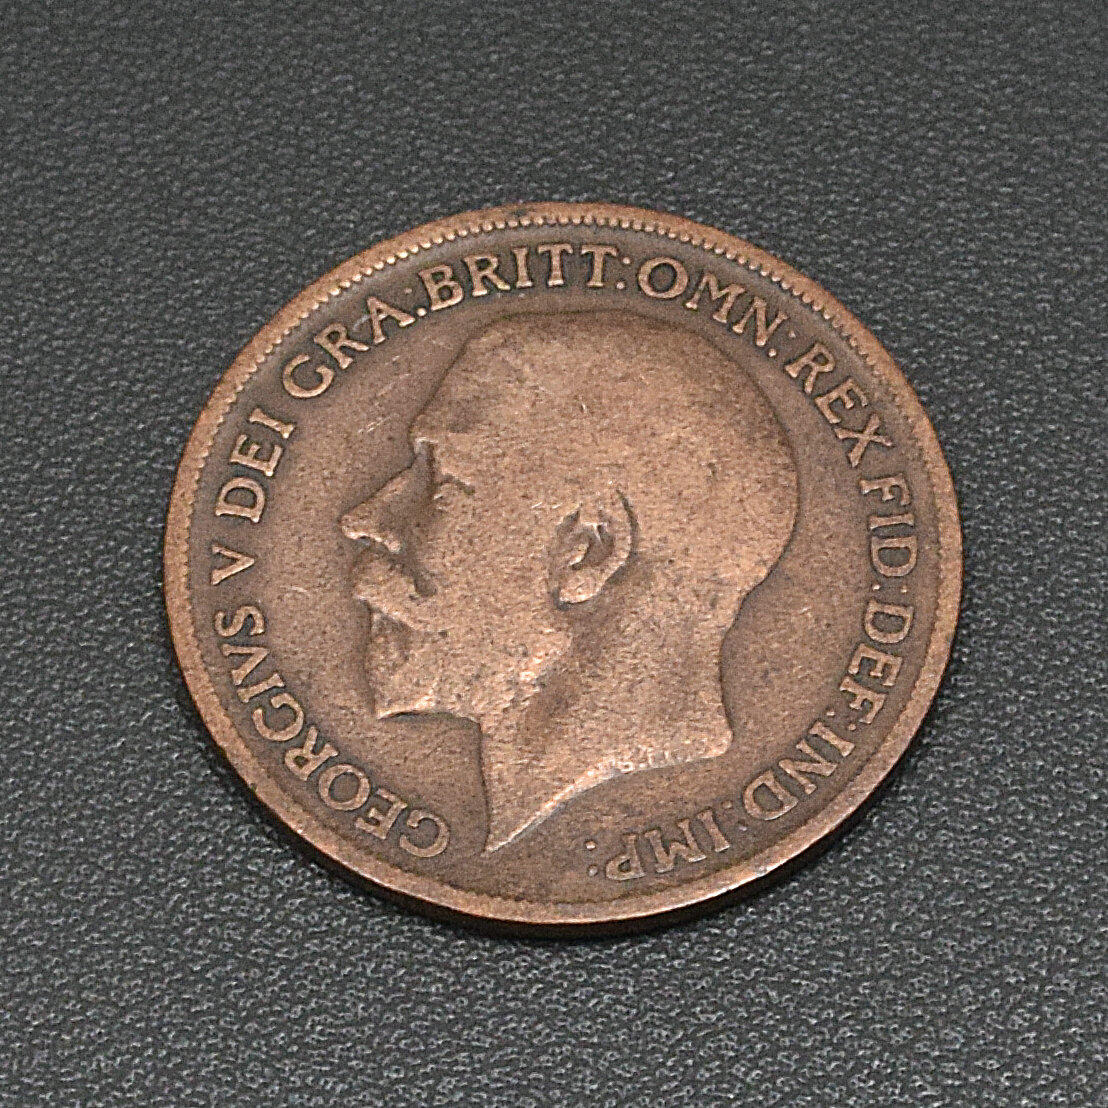 GEORGIVS V DEI GRA:BRITT:OMN:REX FID:DEF:IND:IMP: